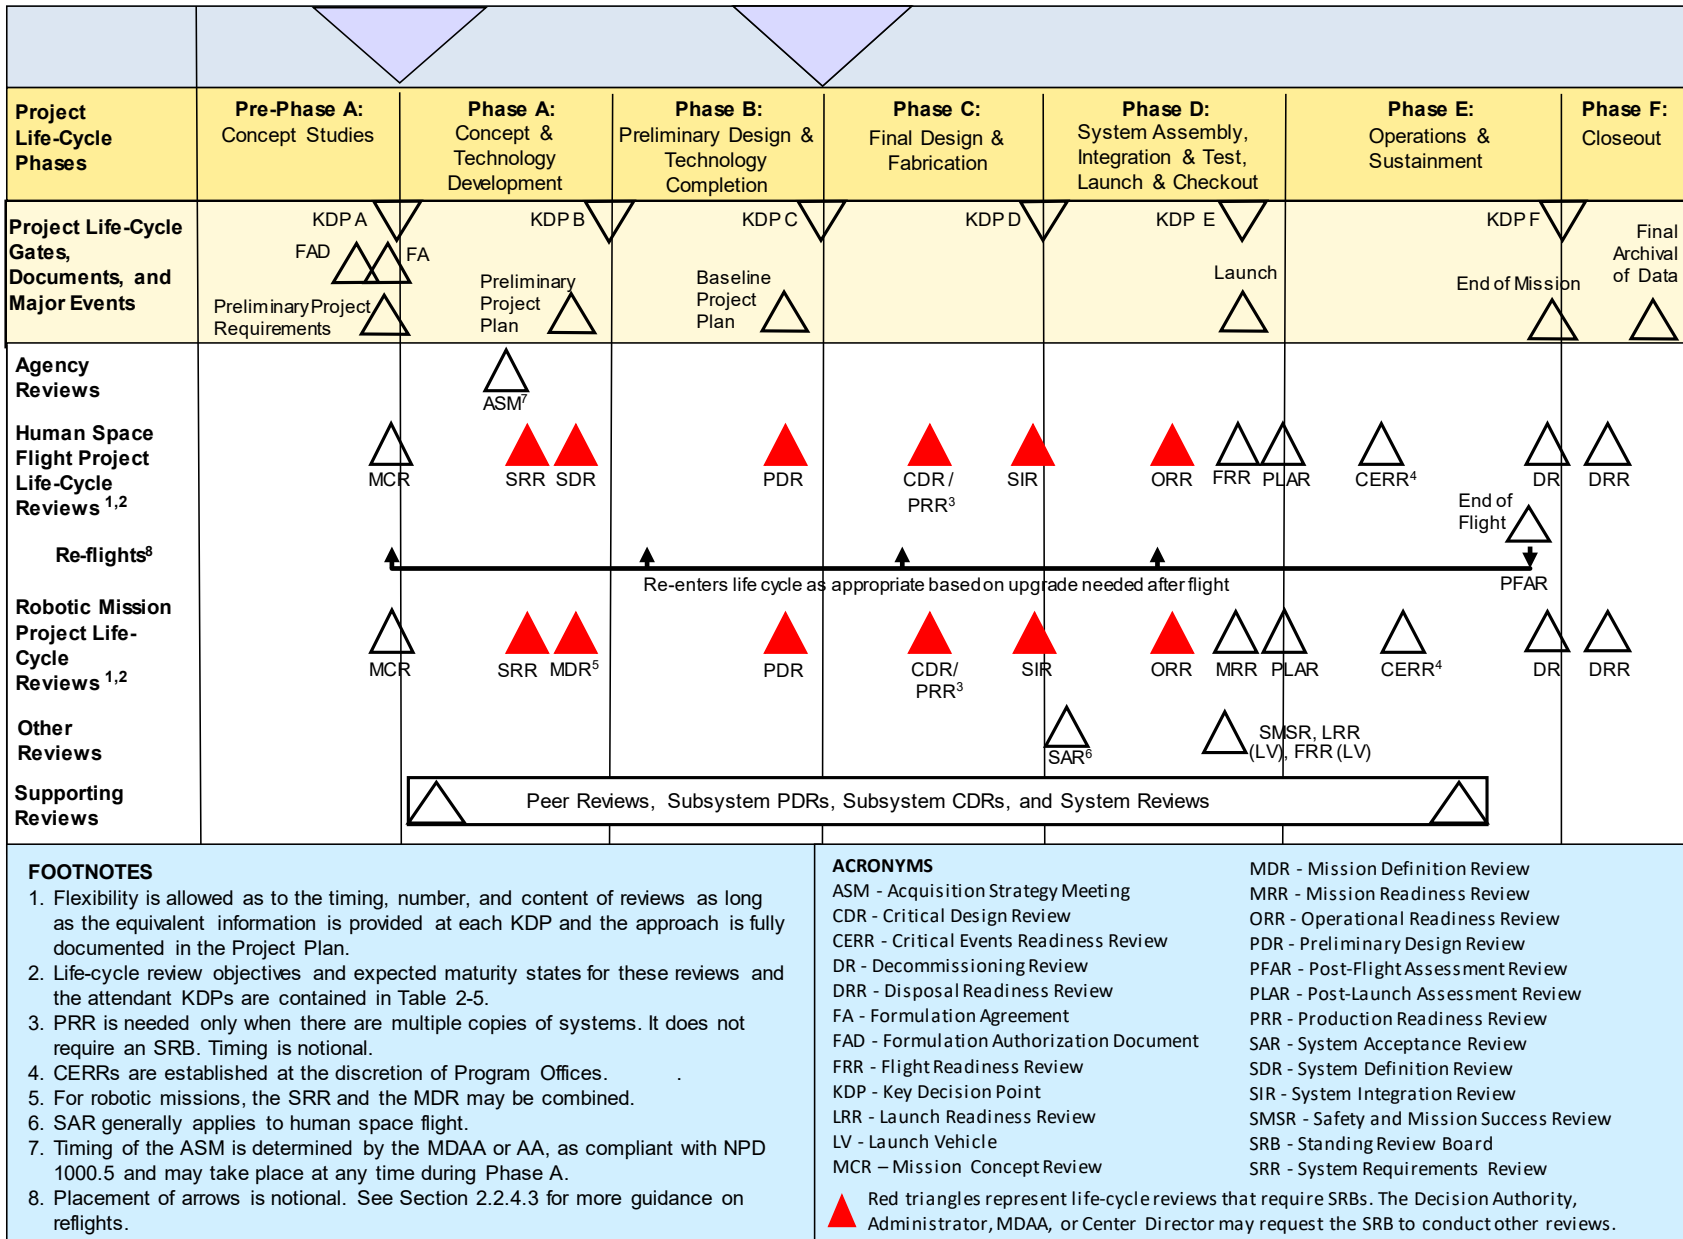 Project
Life-Cycle
Phases
Pre-Phase A:
Concept Studies
Phase A:
Concept &
Technology
Development
Phase B:
Preliminary Design &
Technology
Completion
Phase C:
Final Design &
Fabrication
Phase D:
System Assembly,
Integration & Test,
Launch & Checkout
Phase E:
Operations &
Sustainment
Phase F:
Closeout
Project Life-Cycle
Gates,
Documents, and
Major Events
KDP A
KDP B
KDP C
KDP D
KDP E
KDP F
FAD
FA
Preliminary Project
Requirements
Preliminary
Project
Plan
Baseline
Project
Plan
Launch
End of Mission
Final
Archival
of Data
Agency
Reviews
ASM7
Human Space
Flight Project
Life-Cycle
Reviews 1,2
MCR
SRR
SDR
PDR
CDR /
PRR3
SIR
ORR
FRR
PLAR
CERR4
DR
DRR
End of
Flight
Re-flights8
Re-enters life cycle as appropriate based on upgrade needed after flight
PFAR
Robotic Mission
Project Life-
Cycle
Reviews 1,2
MCR
SRR
MDR5
PDR
CDR/
PRR3
SIR
ORR
MRR
PLAR
CERR4
DR
DRR
Other
Reviews
SAR6
SMSR, LRR
(LV), FRR (LV)
Supporting
Reviews
Peer Reviews, Subsystem PDRs, Subsystem CDRs, and System Reviews
FOOTNOTES
1. Flexibility is allowed as to the timing, number, and content of reviews as long
as the equivalent information is provided at each KDP and the approach is fully
documented in the Project Plan.
2. Life-cycle review objectives and expected maturity states for these reviews and
the attendant KDPs are contained in Table 2-5.
3. PRR is needed only when there are multiple copies of systems. It does not
require an SRB. Timing is notional.
4. CERRs are established at the discretion of Program Offices. .
5. For robotic missions, the SRR and the MDR may be combined.
6. SAR generally applies to human space flight.
7. Timing of the ASM is determined by the MDAA or AA, as compliant with NPD
1000.5 and may take place at any time during Phase A.
8. Placement of arrows is notional. See Section 2.2.4.3 for more guidance on
reflights.
ACRONYMS
ASM - Acquisition Strategy Meeting
CDR - Critical Design Review
CERR - Critical Events Readiness Review
DR - Decommissioning Review
DRR - Disposal Readiness Review
FA - Formulation Agreement
FAD - Formulation Authorization Document
FRR - Flight Readiness Review
KDP - Key Decision Point
LRR - Launch Readiness Review
LV - Launch Vehicle
MCR – Mission Concept Review
MDR - Mission Definition Review
MRR - Mission Readiness Review
ORR - Operational Readiness Review
PDR - Preliminary Design Review
PFAR - Post-Flight Assessment Review
PLAR - Post-Launch Assessment Review
PRR - Production Readiness Review
SAR - System Acceptance Review
SDR - System Definition Review
SIR - System Integration Review
SMSR - Safety and Mission Success Review
SRB - Standing Review Board
SRR - System Requirements Review
Red triangles represent life-cycle reviews that require SRBs. The Decision Authority,
Administrator, MDAA, or Center Director may request the SRB to conduct other reviews.